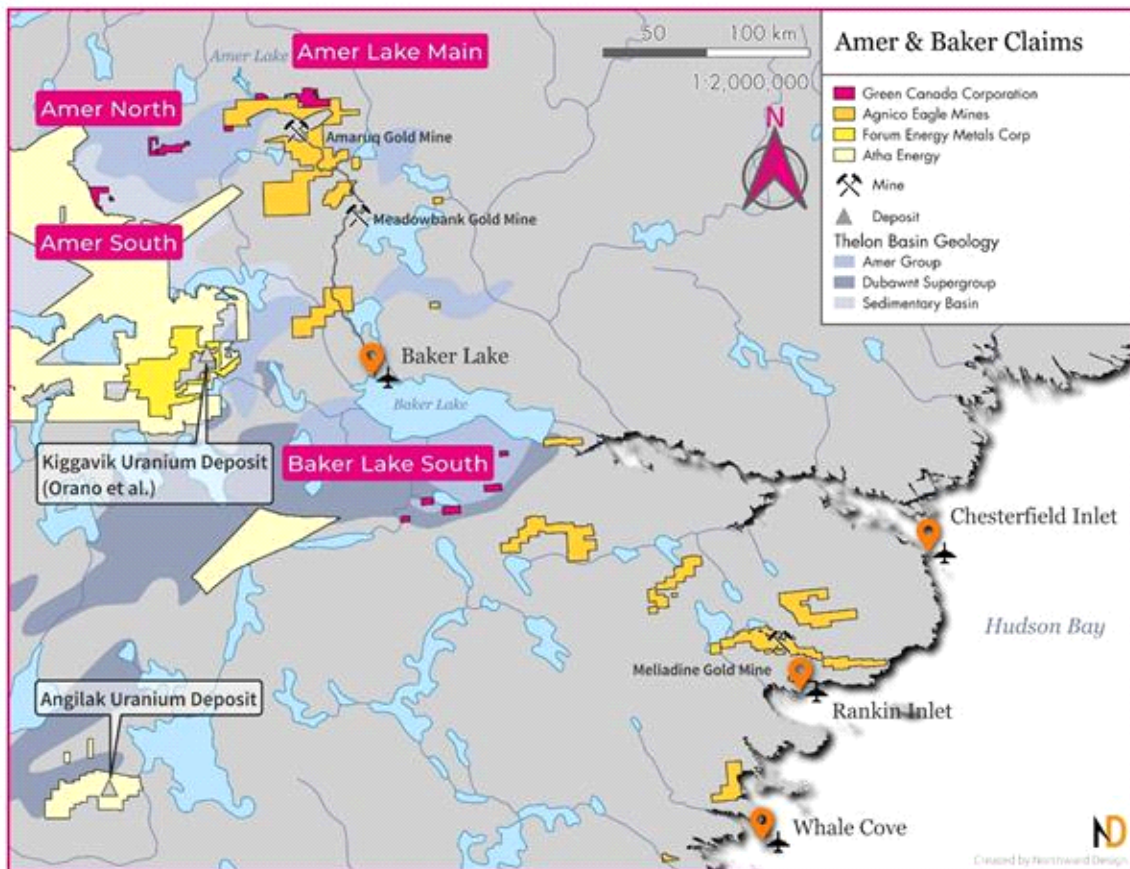 Amer & Baker Claims
Green Canada Corporation
Agnico Eagle Mines
Forum Energy Metals Corp
Atha Energy
Mine
Deposit
Thelon Basin Geology
Amer Group
Dubawnt Supergroup
Sedimentary Basin
50 100 km
1:2,000,000
N
Amer Lake
Amer Lake Main
Amer North
Amaruq Gold Mine
Meadowbank Gold Mine
Amer South
Baker Lake
Baker Lake
Kiggavik Uranium Deposit
(Orano et al.)
Baker Lake South
Chesterfield Inlet
Hudson Bay
Meliadine Gold Mine
Rankin Inlet
Angilak Uranium Deposit
Whale Cove
ND
Created by Northward Design